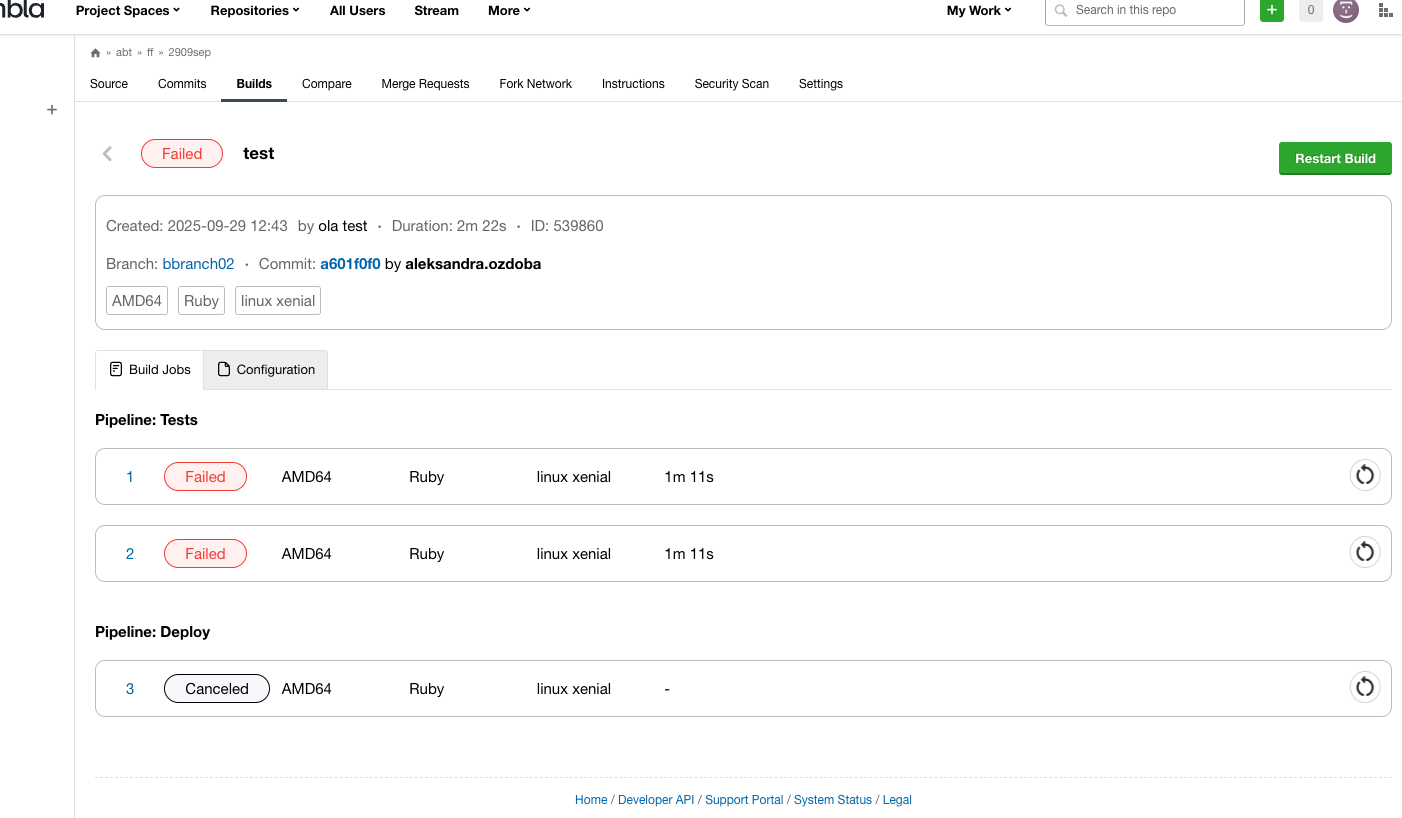 Project Spaces Repositories All Users Stream More My Work Search in this repo + 0
» abt » ff » 2909sep
Source Commits Builds Compare Merge Requests Fork Network Instructions Security Scan Settings
+
Failed test
Restart Build
Created: 2025-09-29 12:43 by ola test · Duration: 2m 22s · ID: 539860
Branch: bbranch02 · Commit: a601f0f0 by aleksandra.ozdoba
AMD64 Ruby linux xenial
Build Jobs Configuration
Pipeline: Tests
1 Failed AMD64 Ruby linux xenial 1m 11s
2 Failed AMD64 Ruby linux xenial 1m 11s
Pipeline: Deploy
3 Canceled AMD64 Ruby linux xenial -
Home / Developer API / Support Portal / System Status / Legal